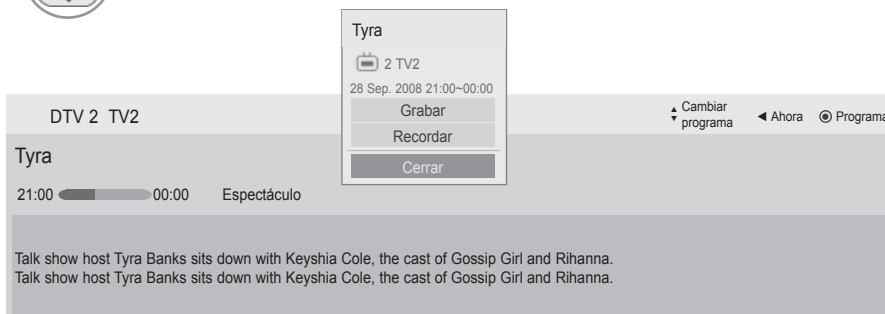 Tyra
2 TV2
28 Sep. 2008 21:00~00:00
Grabar
Recordar
Cerrar
DTV 2 TV2
Cambiar
programa
Ahora
Programa
Tyra
21:00 00:00 Espectáculo
Talk show host Tyra Banks sits down with Keyshia Cole, the cast of Gossip Girl and Rihanna.
Talk show host Tyra Banks sits down with Keyshia Cole, the cast of Gossip Girl and Rihanna.